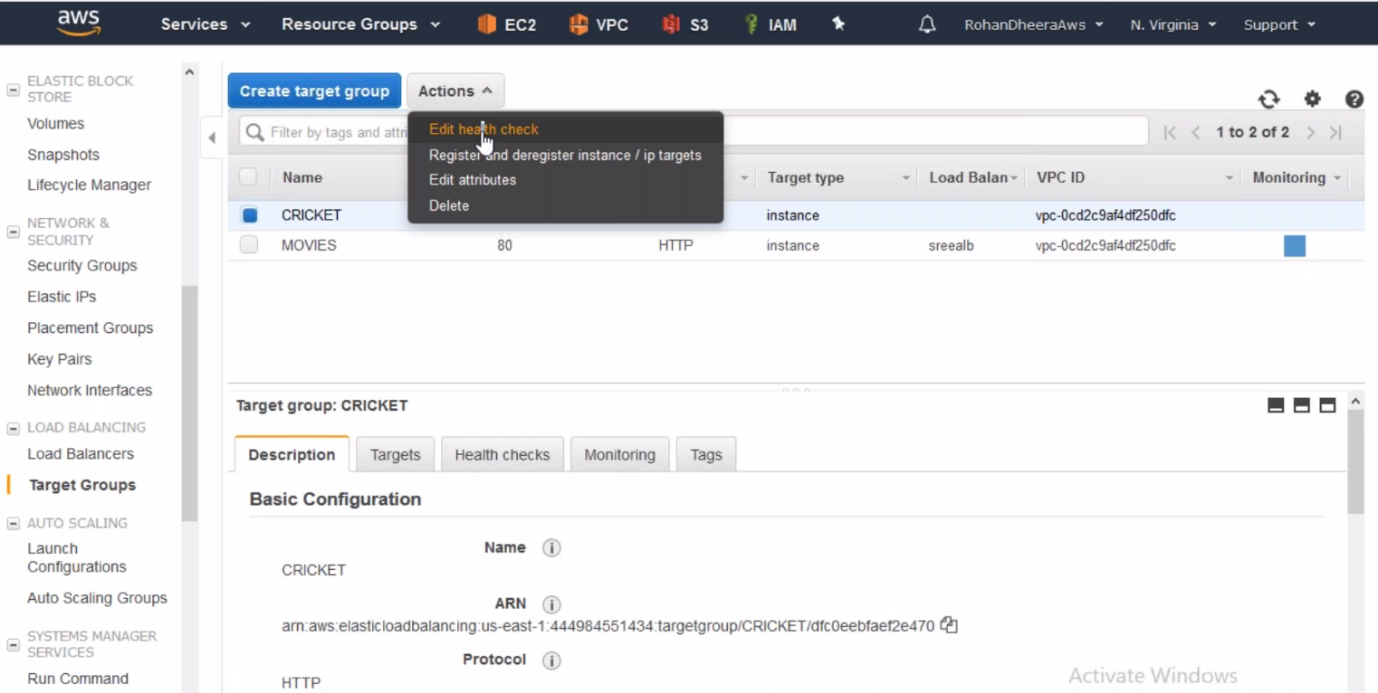 aws Services Resource Groups EC2 VPC S3 IAM RohanDheeraAws N. Virginia Support
ELASTIC BLOCK
STORE
Volumes
Snapshots
Lifecycle Manager
NETWORK &
SECURITY
Security Groups
Elastic IPs
Placement Groups
Key Pairs
Network Interfaces
LOAD BALANCING
Load Balancers
Target Groups
AUTO SCALING
Launch
Configurations
Auto Scaling Groups
SYSTEMS MANAGER
SERVICES
Run Command
Create target group Actions
Filter by tags and attri
1 to 2 of 2
Edit health check
Register and deregister instance / ip targets
Edit attributes
Delete
Name Target type Load Balan VPC ID Monitoring
CRICKET instance vpc-0cd2c9af4df250dfc
MOVIES 80 HTTP instance sreealb vpc-0cd2c9af4df250dfc
Target group: CRICKET
Description Targets Health checks Monitoring Tags
Basic Configuration
Name
CRICKET
ARN
arn:aws:elasticloadbalancing:us-east-1:444984551434:targetgroup/CRICKET/dfc0eebfaef2e470
Protocol
HTTP
Activate Windows